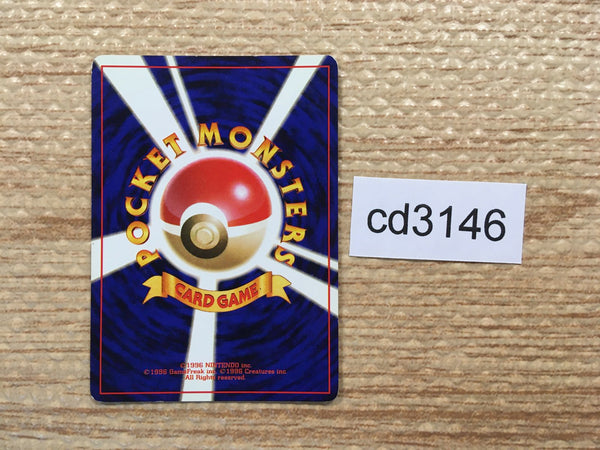 POCKET MONSTERS
CARD GAME
©1996 NINTENDO inc.
©1996 GameFreak inc. ©1996 Creatures inc.
All Rights reserved.
cd3146